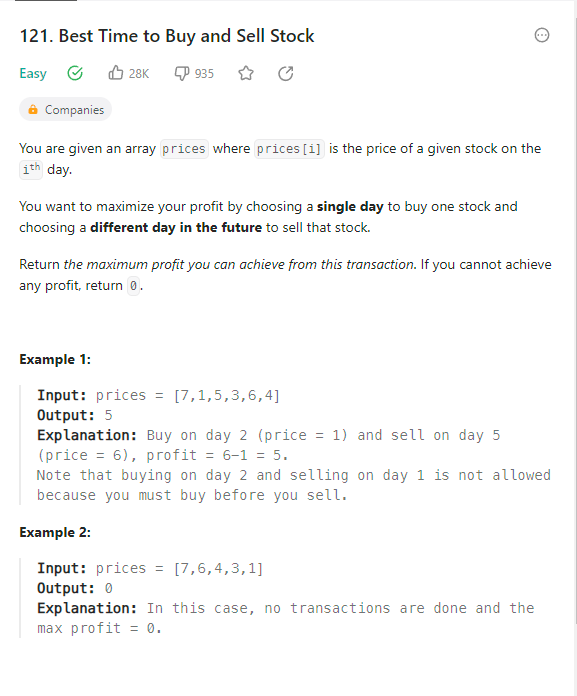 121. Best Time to Buy and Sell Stock
Easy 28K 935
Companies
You are given an array prices where prices[i] is the price of a given stock on the
ith day.
You want to maximize your profit by choosing a single day to buy one stock and
choosing a different day in the future to sell that stock.
Return the maximum profit you can achieve from this transaction. If you cannot achieve
any profit, return 0.
Example 1:
Input: prices = [7,1,5,3,6,4]
Output: 5
Explanation: Buy on day 2 (price = 1) and sell on day 5
(price = 6), profit = 6-1 = 5.
Note that buying on day 2 and selling on day 1 is not allowed
because you must buy before you sell.
Example 2:
Input: prices = [7,6,4,3,1]
Output: 0
Explanation: In this case, no transactions are done and the
max profit = 0.